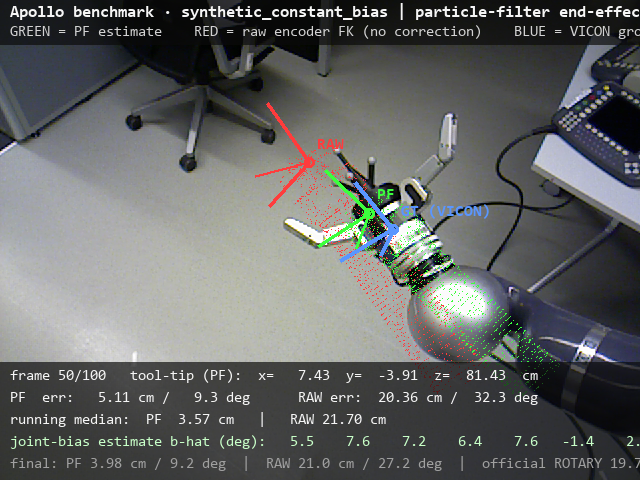 Apollo benchmark · synthetic_constant_bias | particle-filter end-effec
GREEN = PF estimate RED = raw encoder FK (no correction) BLUE = VICON gro
RAW
PF
GT (VICON)
frame 50/100 tool-tip (PF): x= 7.43 y= -3.91 z= 81.43 cm
PF err: 5.11 cm / 9.3 deg RAW err: 20.36 cm / 32.3 deg
running median: PF 3.57 cm | RAW 21.70 cm
joint-bias estimate b-hat (deg): 5.5 7.6 7.2 6.4 7.6 -1.4 2.
final: PF 3.98 cm / 9.2 deg | RAW 21.0 cm / 27.2 deg | official ROTARY 19.7